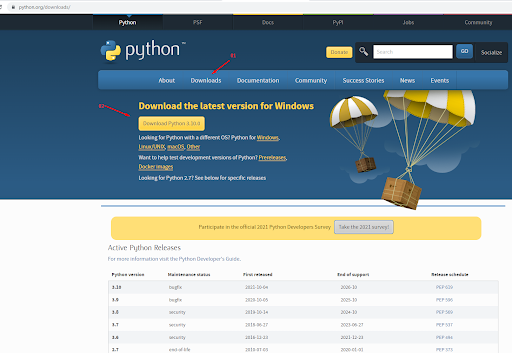 python.org/downloads/
Python PSF Docs PyPI Jobs Community
python™
Donate Search GO Socialize
#1
About Downloads Documentation Community Success Stories News Events
Download the latest version for Windows
Download Python 3.10.0
Looking for Python with a different OS? Python for Windows,
Linux/UNIX, macOS, Other
Want to help test development versions of Python? Prereleases,
Docker images
Looking for Python 2.7? See below for specific releases
Participate in the official 2021 Python Developers Survey Take the 2021 survey!
Active Python Releases
For more information visit the Python Developer's Guide.
Python version Maintenance status First released End of support Release schedule
3.10 bugfix 2021-10-04 2026-10 PEP 619
3.9 bugfix 2020-10-05 2025-10 PEP 596
3.8 security 2019-10-14 2024-10 PEP 569
3.7 security 2018-06-27 2023-06-27 PEP 537
3.6 security 2016-12-23 2021-12-23 PEP 494
2.7 end-of-life 2010-07-03 2020-01-01 PEP 373